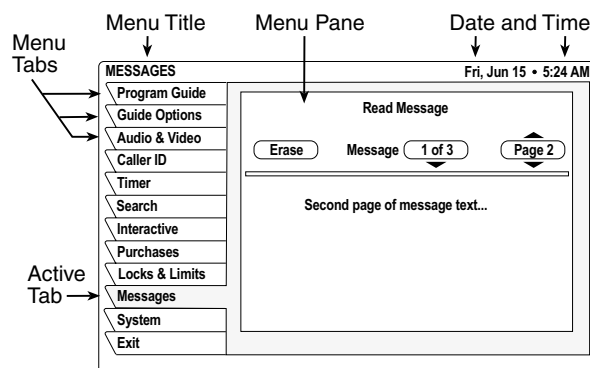 Menu Title
Menu Pane
Date and Time
Menu
Tabs
MESSAGES
Fri, Jun 15 • 5:24 AM
Program Guide
Guide Options
Audio & Video
Caller ID
Timer
Search
Interactive
Purchases
Locks & Limits
Messages
System
Exit
Active
Tab
Read Message
Erase Message 1 of 3 Page 2
Second page of message text...